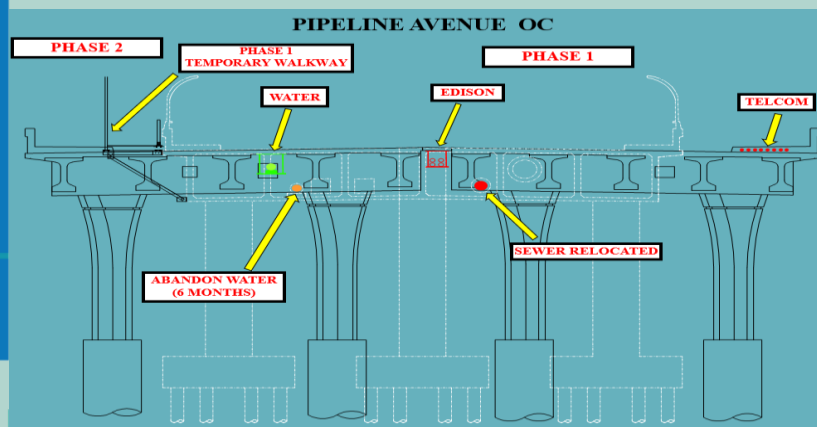 PIPELINE AVENUE OC
PHASE 2
PHASE 1
TEMPORARY WALKWAY
PHASE 1
WATER
EDISON
TELCOM
SEWER RELOCATED
ABANDON WATER
(6 MONTHS)